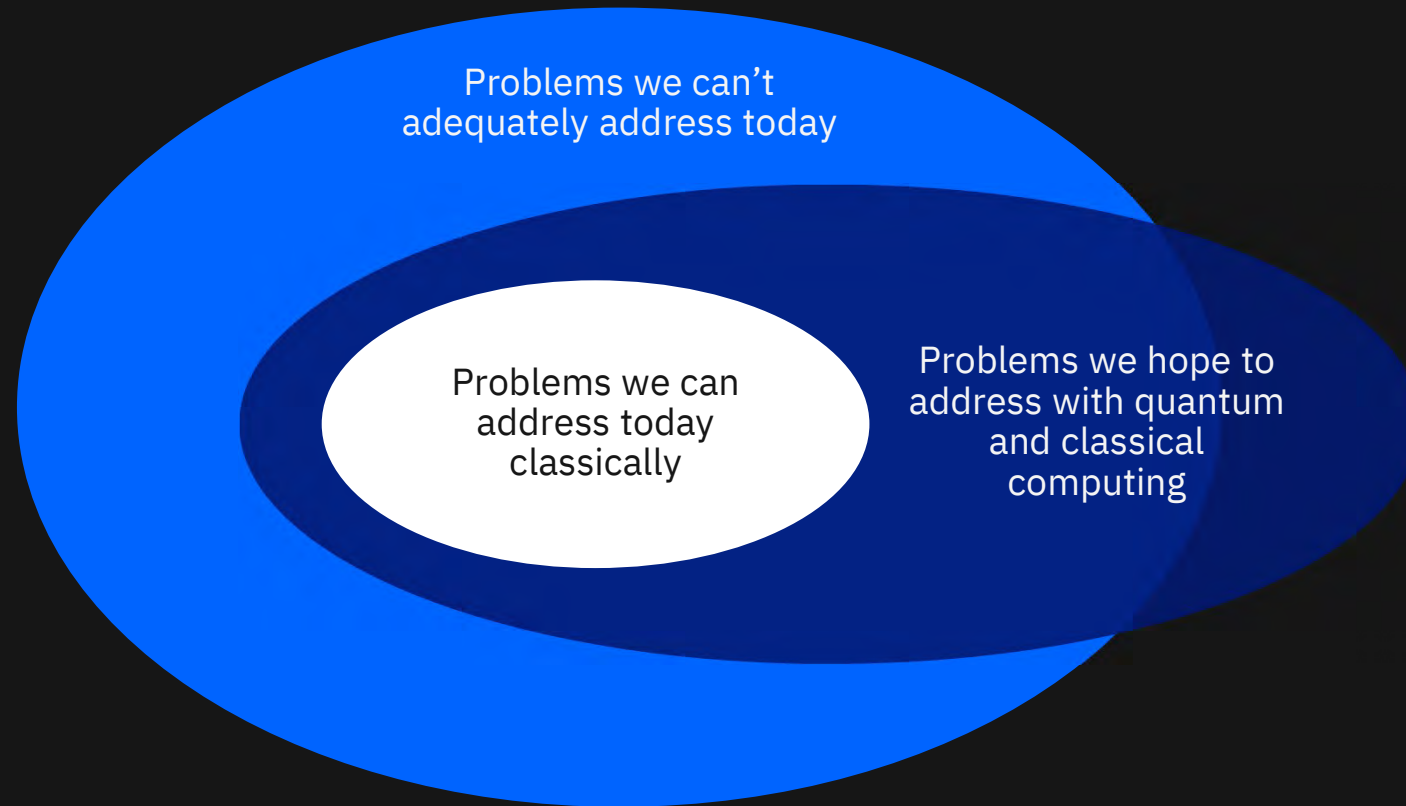 Problems we can’t
adequately address today
Problems we can
address today
classically
Problems we hope to
address with quantum
and classical
computing